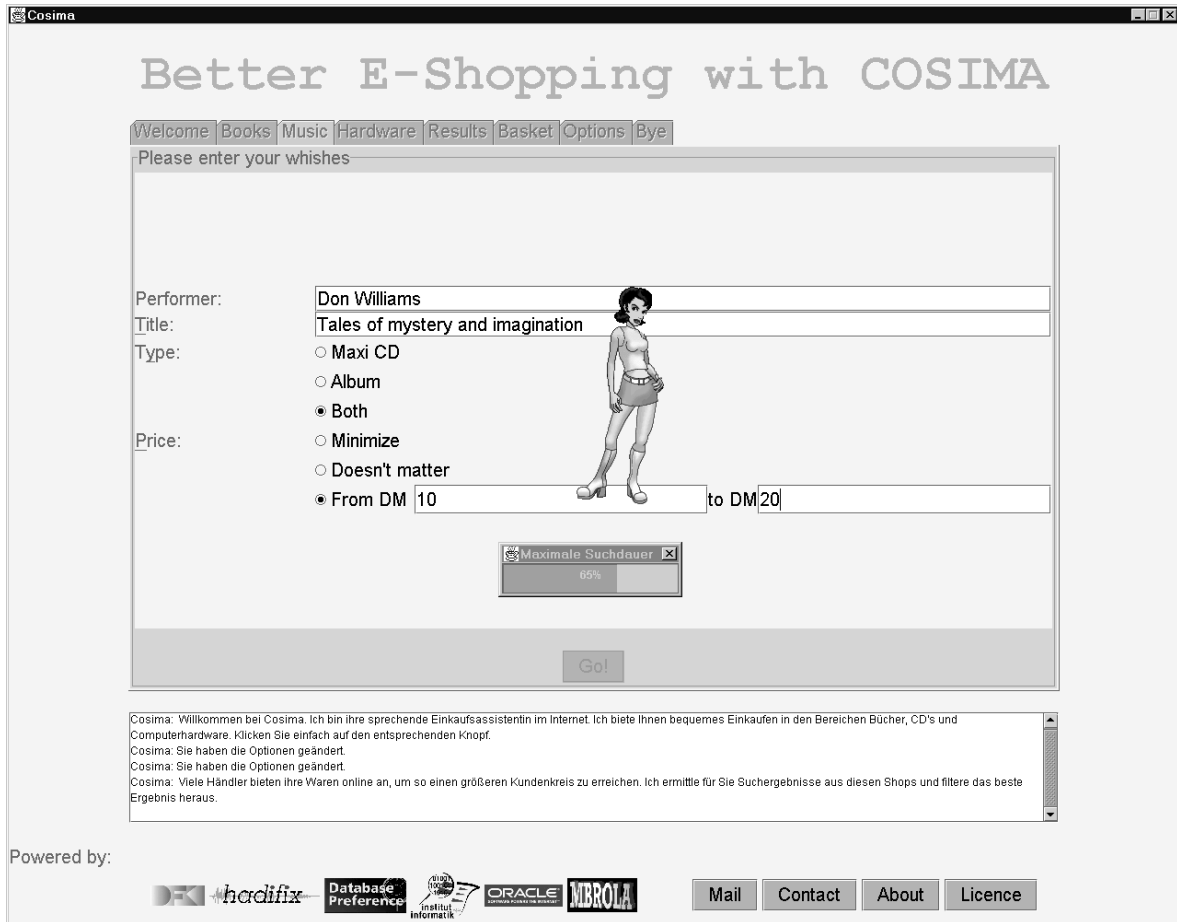 Cosima
Better E-Shopping with COSIMA
Welcome Books Music Hardware Results Basket Options Bye
Please enter your whishes
Performer: Don Williams
Title: Tales of mystery and imagination
Type: Maxi CD
Album
Both
Price: Minimize
Doesn't matter
From DM 10 to DM 20
Maximale Suchdauer
65%
Go!
Cosima: Willkommen bei Cosima. Ich bin ihre sprechende Einkaufsassistentin im Internet. Ich biete Ihnen bequemes Einkaufen in den Bereichen Bücher, CD's und
Computerhardware. Klicken Sie einfach auf den entsprechenden Knopf.
Cosima: Sie haben die Optionen geändert.
Cosima: Sie haben die Optionen geändert.
Cosima: Viele Händler bieten ihre Waren online an, um so einen größeren Kundenkreis zu erreichen. Ich ermittle für Sie Suchergebnisse aus diesen Shops und filtere das beste
Ergebnis heraus.
Powered by:
DFKI hadifix Database Preference institut informatik ORACLE MBROLA
Mail Contact About Licence